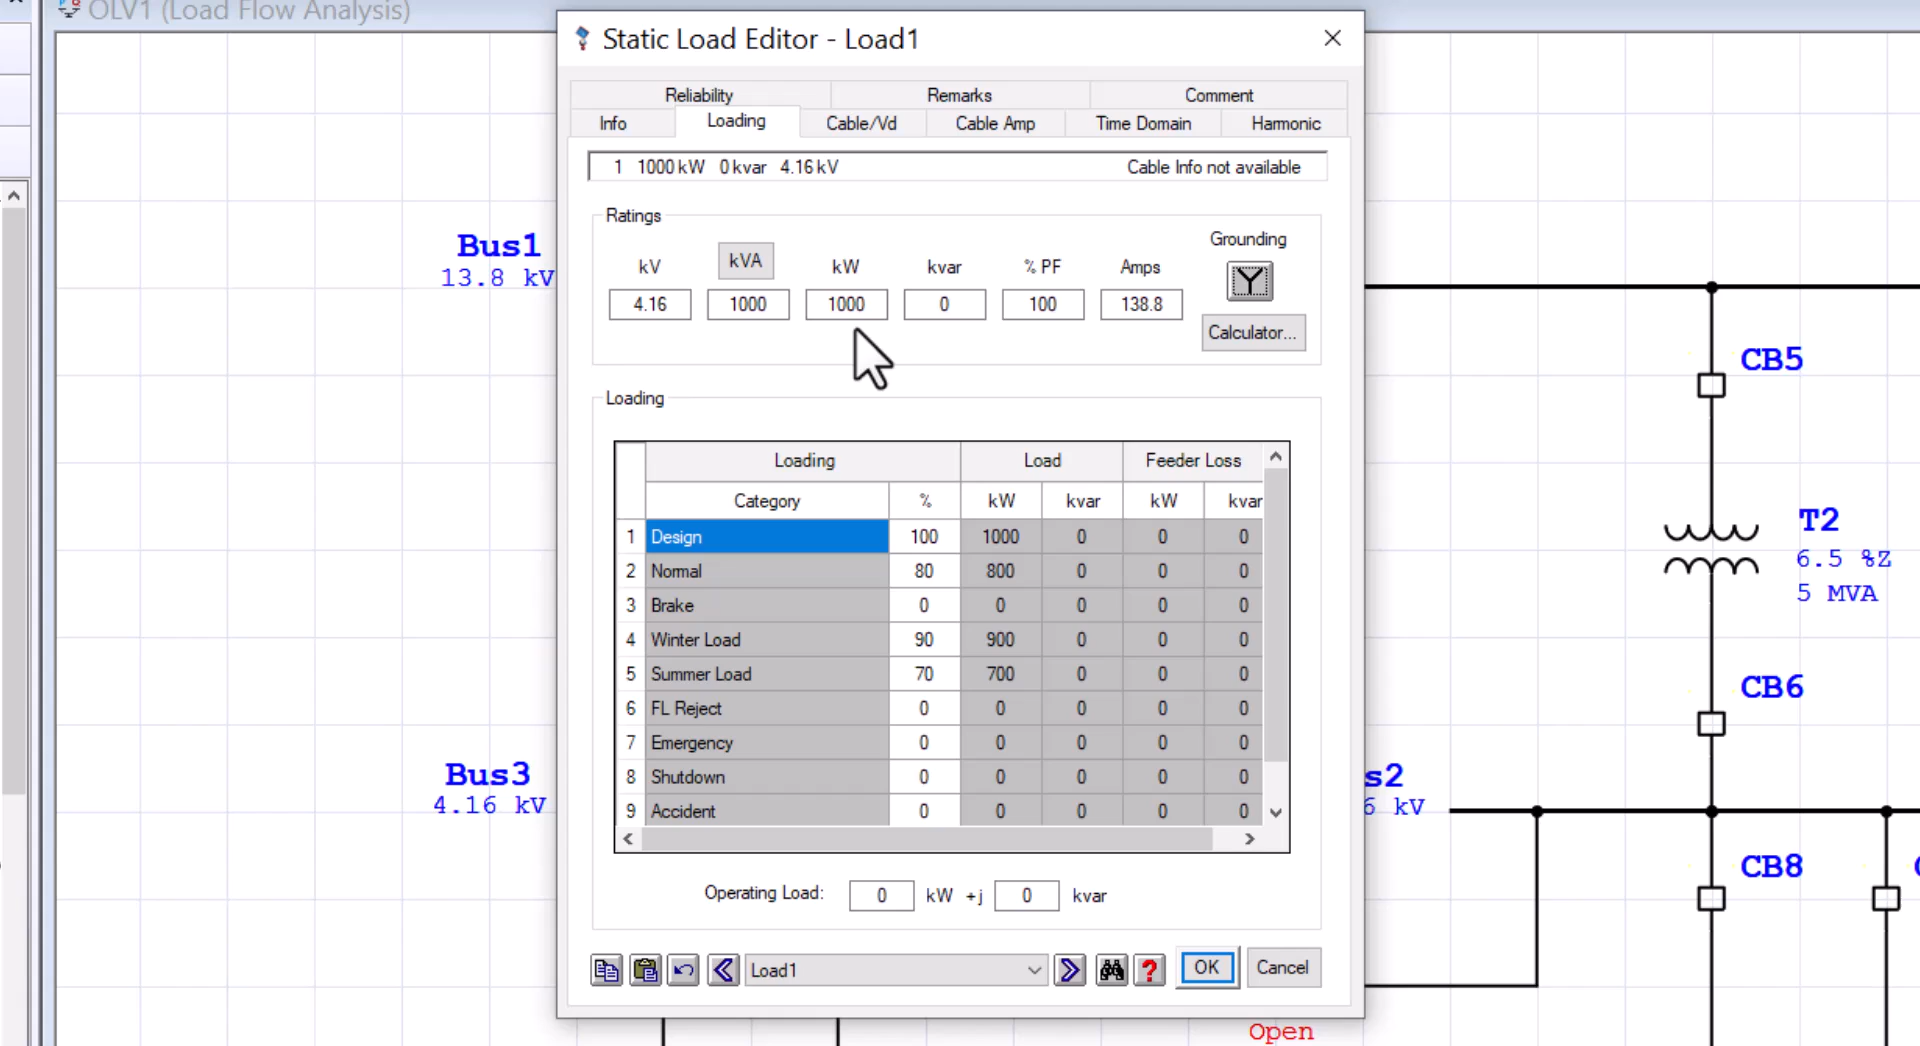 OLV1 (Load Flow Analysis)
Static Load Editor - Load1
Reliability Remarks Comment
Info Loading Cable/Vd Cable Amp Time Domain Harmonic
1 1000 kW 0 kvar 4.16 kV Cable Info not available
Ratings
Grounding
kV kVA kW kvar % PF Amps
4.16 1000 1000 0 100 138.8
Calculator...
Loading
Loading Load Feeder Loss
Category % kW kvar kW kvar
1 Design 100 1000 0 0 0
2 Normal 80 800 0 0 0
3 Brake 0 0 0 0 0
4 Winter Load 90 900 0 0 0
5 Summer Load 70 700 0 0 0
6 FL Reject 0 0 0 0 0
7 Emergency 0 0 0 0 0
8 Shutdown 0 0 0 0 0
9 Accident 0 0 0 0 0
Operating Load: 0 kW +j 0 kvar
Load1 ? OK Cancel
Bus1
13.8 kV
Bus3
4.16 kV
CB5
T2
6.5 %Z
5 MVA
CB6
s2
6 kV
CB8
Open